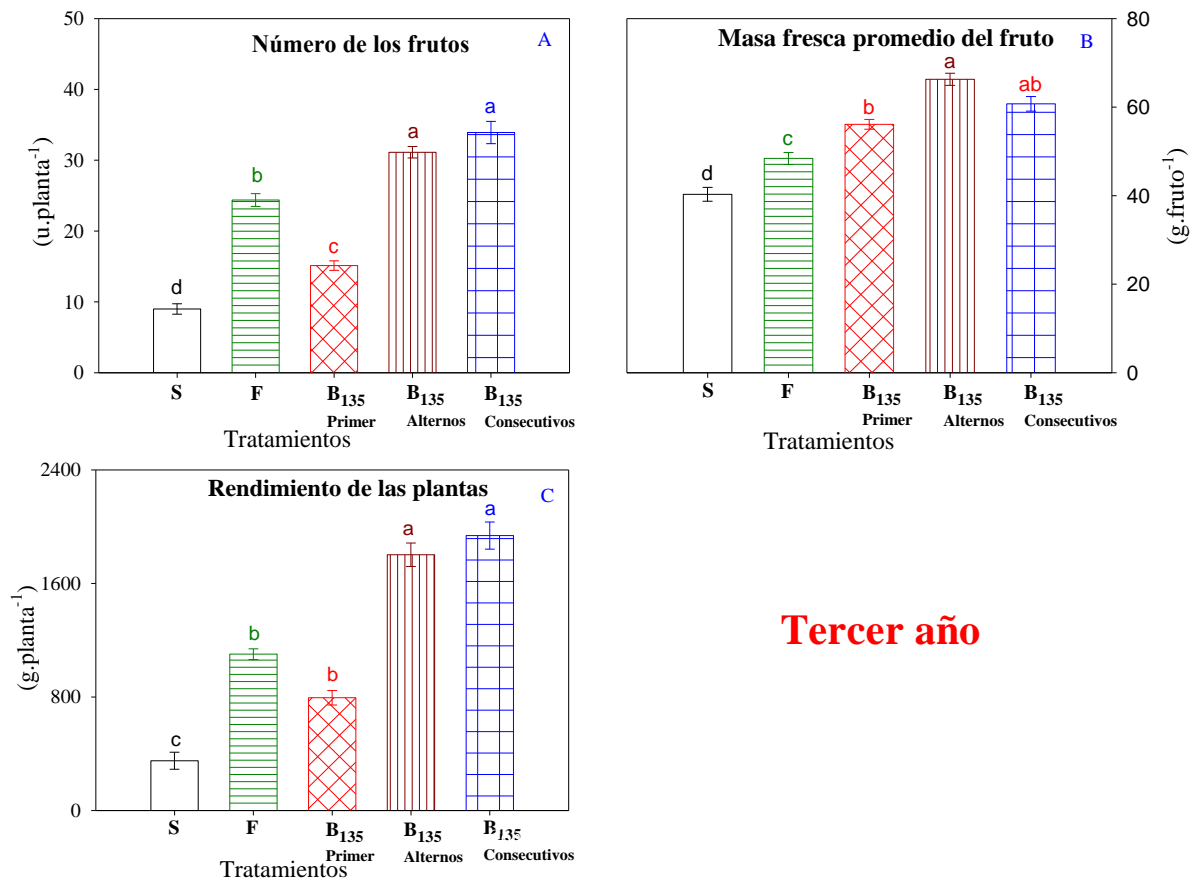 Número de los frutos
A
50
40
30
20
10
0
(u.planta-1)
d
b
c
a
a
S
F
B135 Primer
B135 Alternos
B135 Consecutivos
Tratamientos
Masa fresca promedio del fruto
B
80
60
40
20
0
(g.fruto-1)
d
c
b
a
ab
S
F
B135 Primer
B135 Alternos
B135 Consecutivos
Tratamientos
Rendimiento de las plantas
C
2400
1600
800
0
(g.planta-1)
c
b
b
a
a
S
F
B135 Primer
B135 Alternos
B135 Consecutivos
Tratamientos
Tercer año